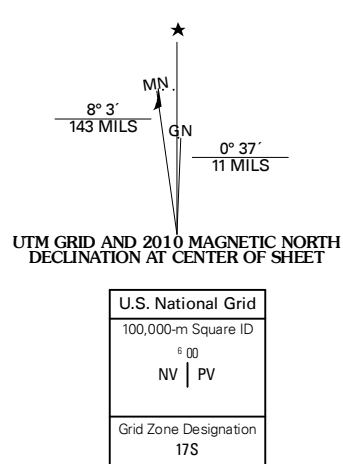 ★
MN
8° 3´
143 MILS
GN
0° 37´
11 MILS
UTM GRID AND 2010 MAGNETIC NORTH
DECLINATION AT CENTER OF SHEET
U.S. National Grid
100,000-m Square ID
6 00
NV | PV
Grid Zone Designation
17S